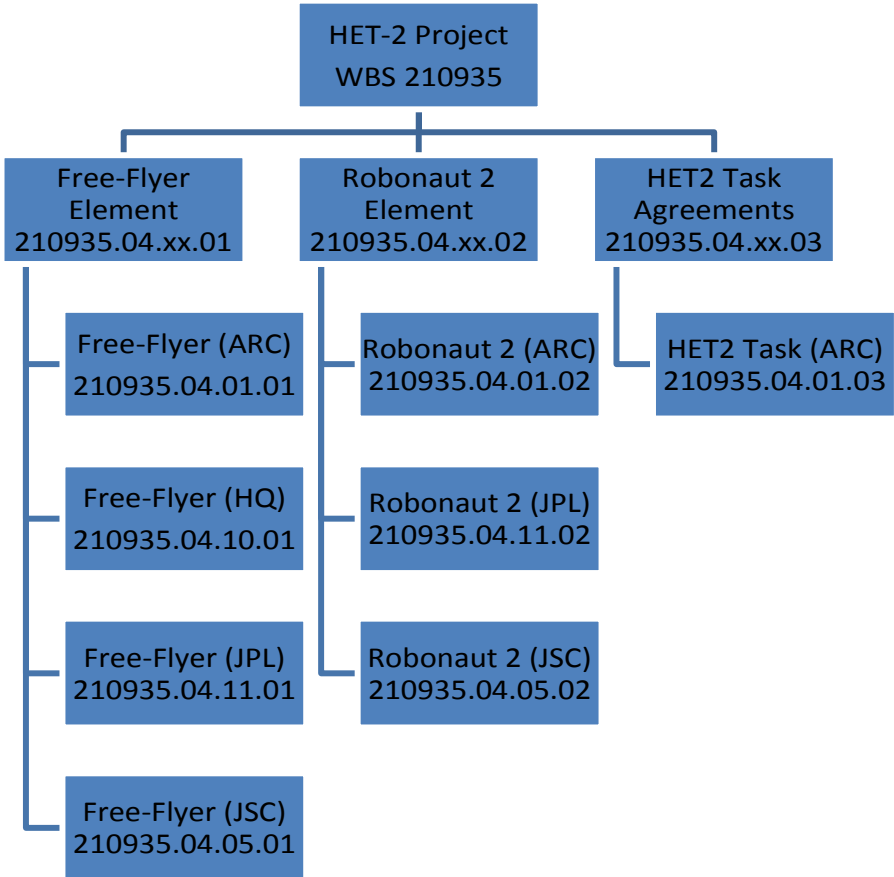 HET-2 Project
WBS 210935
Free-Flyer
Element
210935.04.xx.01
Robonaut 2
Element
210935.04.xx.02
HET2 Task
Agreements
210935.04.xx.03
Free-Flyer (ARC)
210935.04.01.01
Robonaut 2 (ARC)
210935.04.01.02
HET2 Task (ARC)
210935.04.01.03
Free-Flyer (HQ)
210935.04.10.01
Robonaut 2 (JPL)
210935.04.11.02
Free-Flyer (JPL)
210935.04.11.01
Robonaut 2 (JSC)
210935.04.05.02
Free-Flyer (JSC)
210935.04.05.01